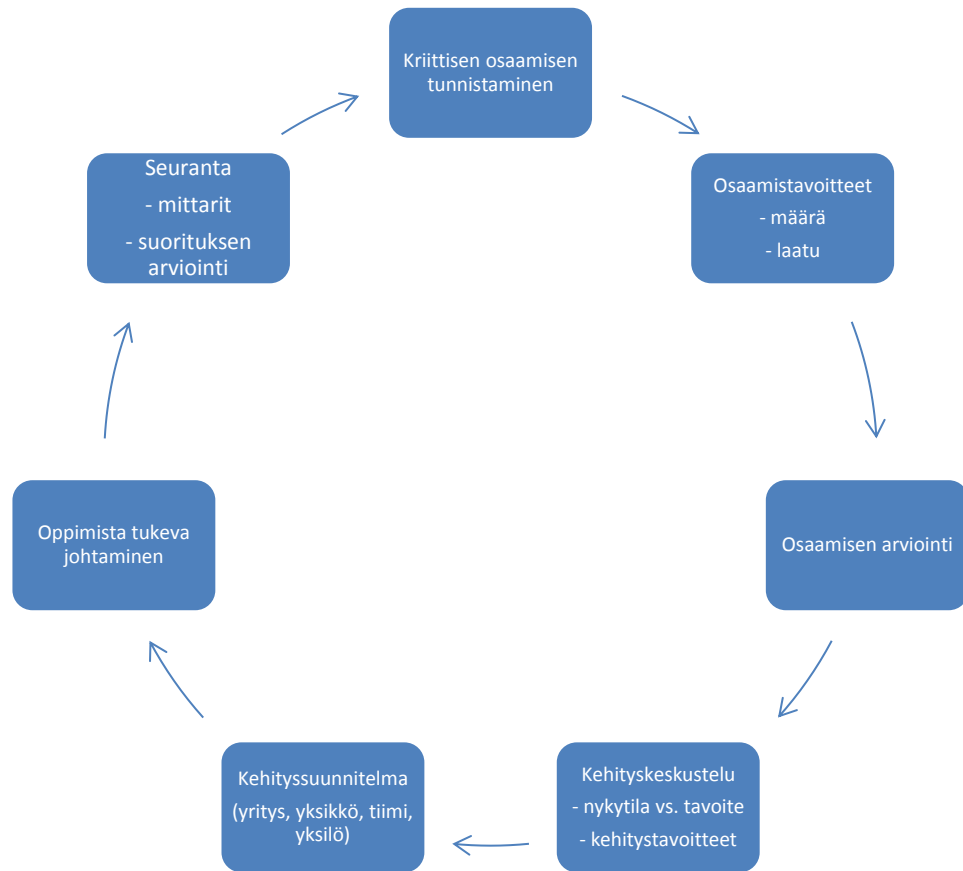 Kriittisen osaamisen
tunnistaminen
Osaamistavoitteet
- määrä
- laatu
Osaamisen arviointi
Kehityskeskustelu
- nykytila vs. tavoite
- kehitystavoitteet
Kehityssuunnitelma
(yritys, yksikkö, tiimi,
yksilö)
Oppimista tukeva
johtaminen
Seuranta
- mittarit
- suorituksen
arviointi